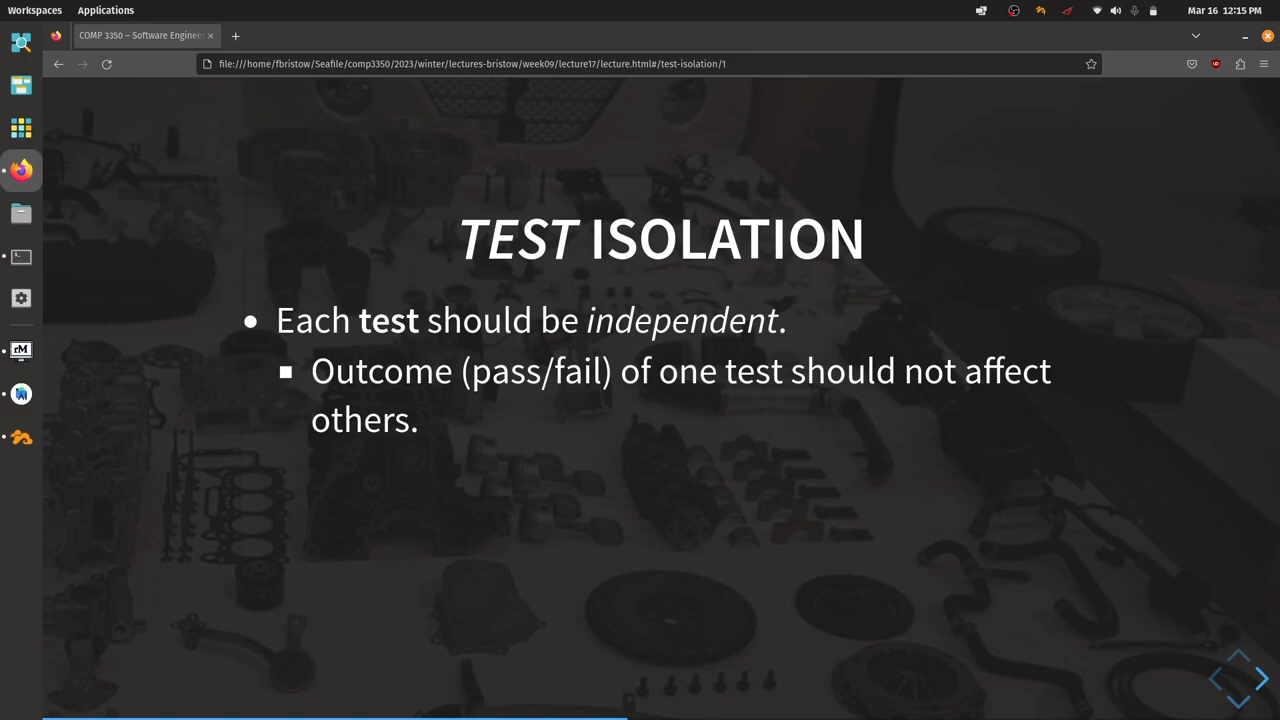 Workspaces Applications Mar 16 12:15 PM
COMP 3350 – Software Enginee
file:///home/fbristow/Seafile/comp3350/2023/winter/lectures-bristow/week09/lecture17/lecture.html#/test-isolation/1
TEST ISOLATION
Each test should be independent.
Outcome (pass/fail) of one test should not affect
others.
rM